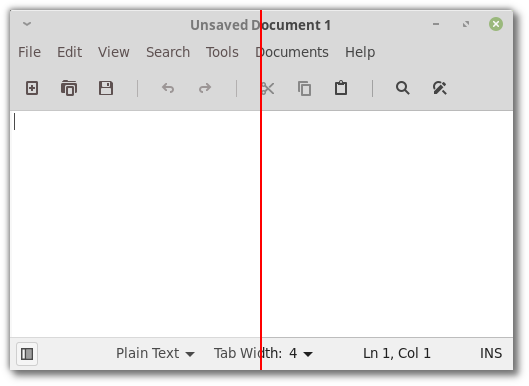 Unsaved Document 1
File Edit View Search Tools Documents Help
Plain Text Tab Width: 4 Ln 1, Col 1 INS